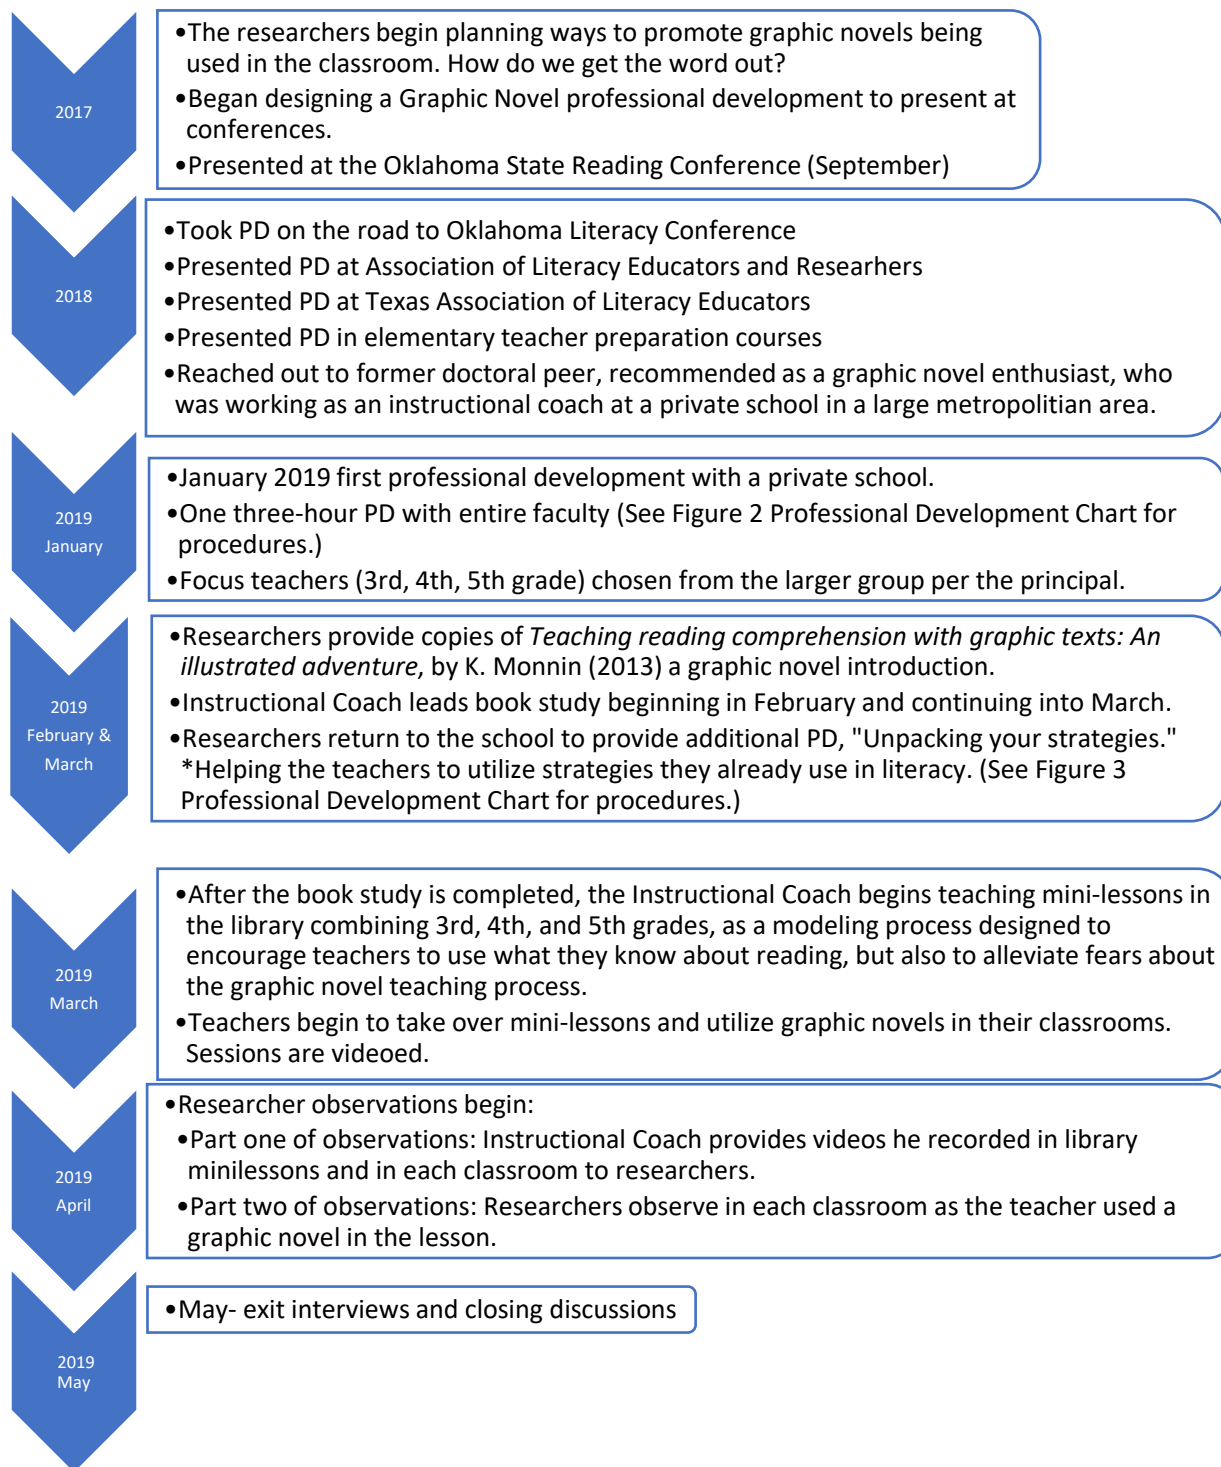 2017
•The researchers begin planning ways to promote graphic novels being
used in the classroom. How do we get the word out?
•Began designing a Graphic Novel professional development to present at
conferences.
•Presented at the Oklahoma State Reading Conference (September)
2018
•Took PD on the road to Oklahoma Literacy Conference
•Presented PD at Association of Literacy Educators and Researhers
•Presented PD at Texas Association of Literacy Educators
•Presented PD in elementary teacher preparation courses
•Reached out to former doctoral peer, recommended as a graphic novel enthusiast, who
was working as an instructional coach at a private school in a large metropolitian area.
2019
January
•January 2019 first professional development with a private school.
•One three-hour PD with entire faculty (See Figure 2 Professional Development Chart for
procedures.)
•Focus teachers (3rd, 4th, 5th grade) chosen from the larger group per the principal.
2019
February &
March
•Researchers provide copies of Teaching reading comprehension with graphic texts: An
illustrated adventure, by K. Monnin (2013) a graphic novel introduction.
•Instructional Coach leads book study beginning in February and continuing into March.
•Researchers return to the school to provide additional PD, "Unpacking your strategies."
*Helping the teachers to utilize strategies they already use in literacy. (See Figure 3
Professional Development Chart for procedures.)
2019
March
•After the book study is completed, the Instructional Coach begins teaching mini-lessons in
the library combining 3rd, 4th, and 5th grades, as a modeling process designed to
encourage teachers to use what they know about reading, but also to alleviate fears about
the graphic novel teaching process.
•Teachers begin to take over mini-lessons and utilize graphic novels in their classrooms.
Sessions are videoed.
2019
April
•Researcher observations begin:
•Part one of observations: Instructional Coach provides videos he recorded in library
minilessons and in each classroom to researchers.
•Part two of observations: Researchers observe in each classroom as the teacher used a
graphic novel in the lesson.
2019
May
•May- exit interviews and closing discussions